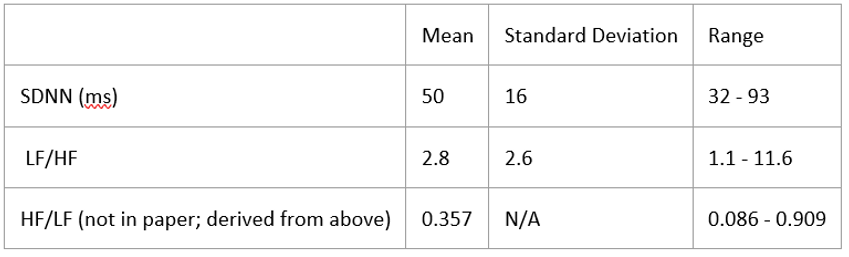 Mean Standard Deviation Range
SDNN (ms) 50 16 32 - 93
LF/HF 2.8 2.6 1.1 - 11.6
HF/LF (not in paper; derived from above) 0.357 N/A 0.086 - 0.909